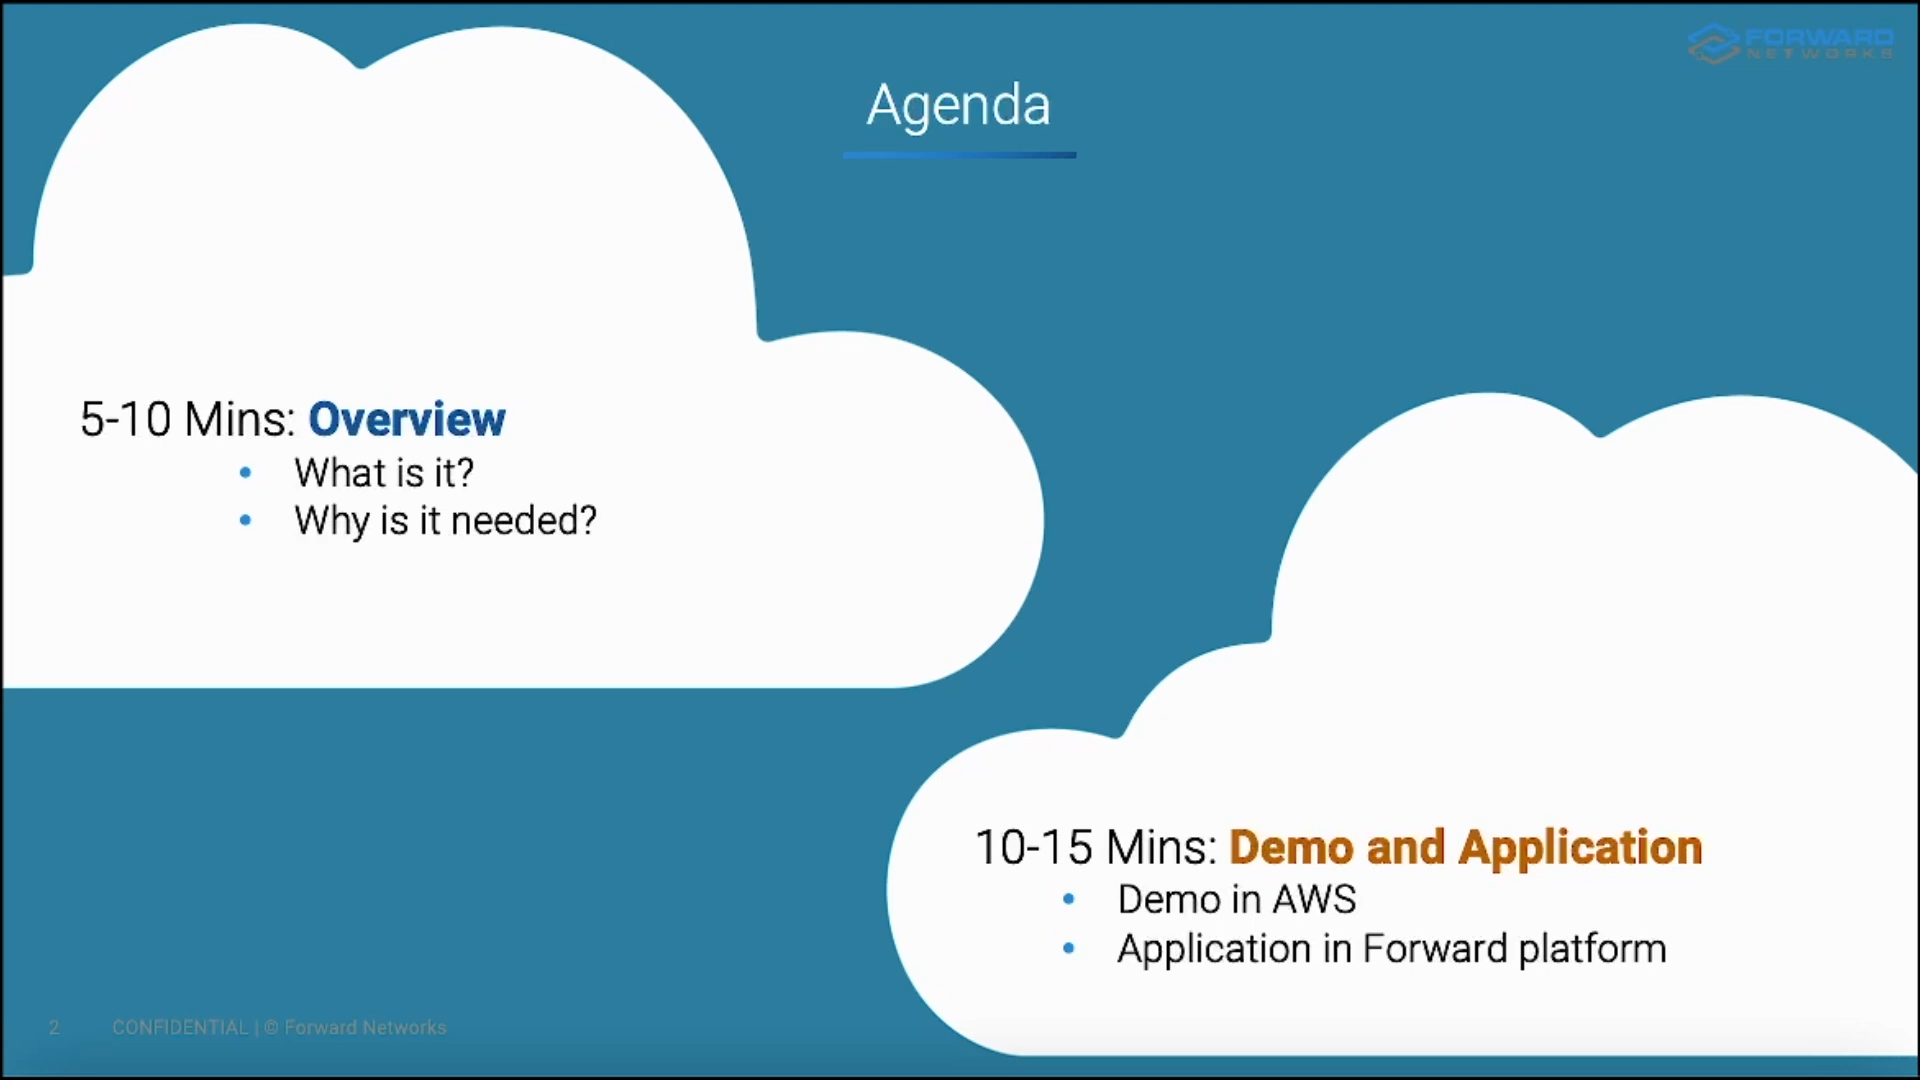 FORWARD
NETWORKS
Agenda
5-10 Mins: Overview
• What is it?
• Why is it needed?
10-15 Mins: Demo and Application
• Demo in AWS
• Application in Forward platform
2 CONFIDENTIAL | © Forward Networks